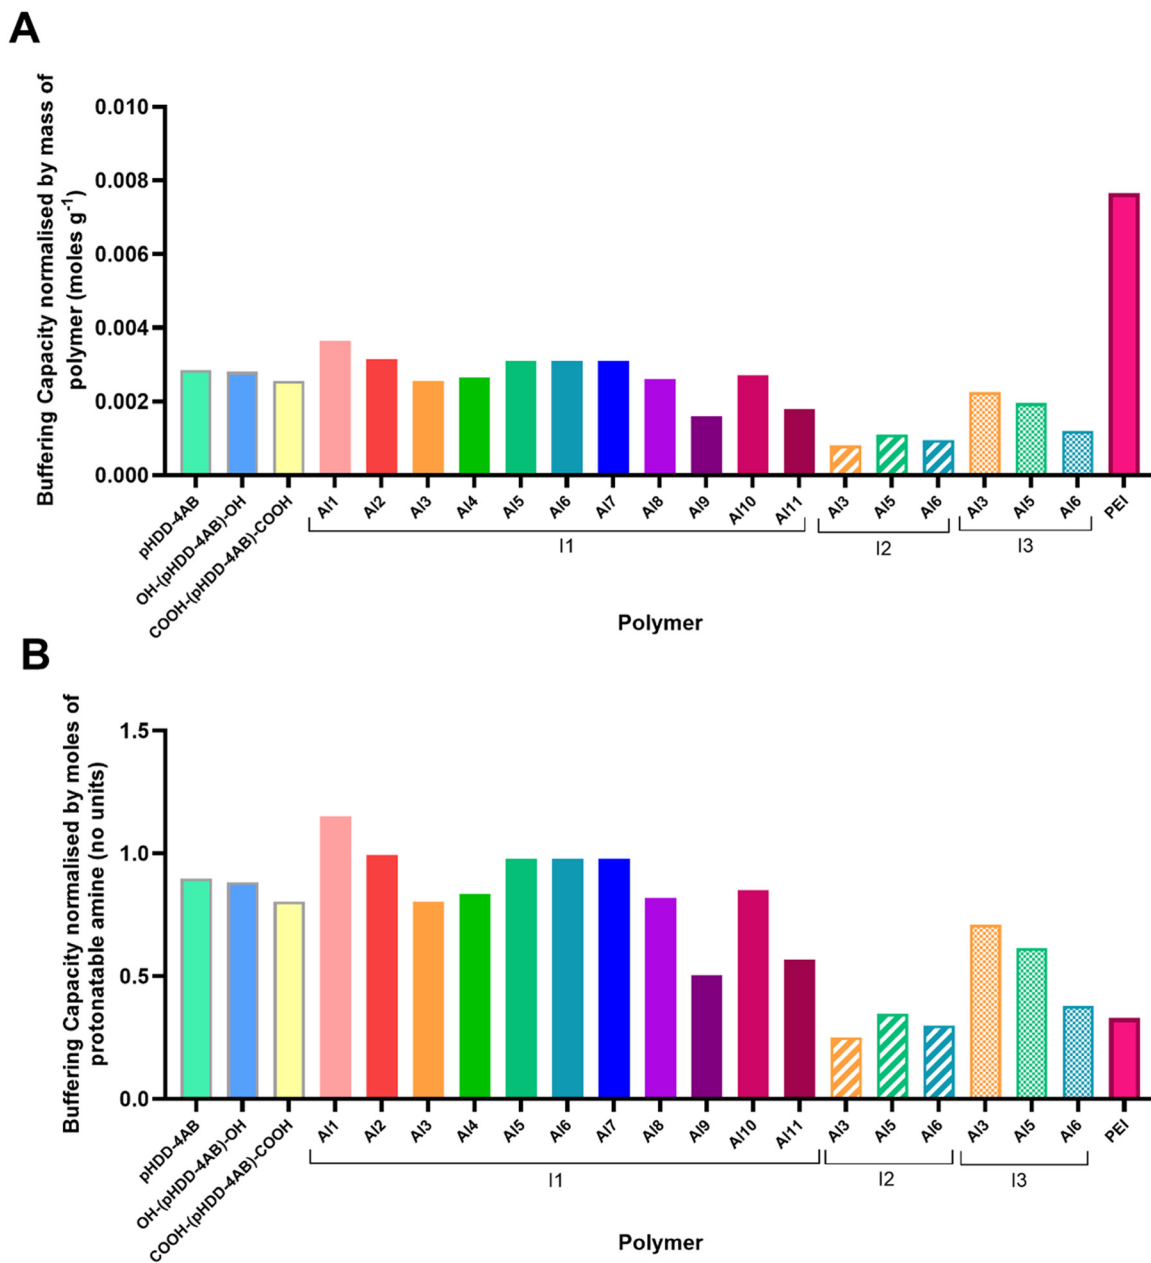 A
Buffering Capacity normalised by mass of
polymer (moles g-1)
0.010
0.008
0.006
0.004
0.002
0.000
pHDD-4AB
OH-(pHDD-4AB)-OH
COOH-(pHDD-4AB)-COOH
AI1
AI2
AI3
AI4
AI5
AI6
AI7
AI8
AI9
AI10
AI11
AI3
AI5
AI6
AI3
AI5
AI6
PEI
I1
I2
I3
Polymer
B
Buffering Capacity normalised by moles of
protonatable amine (no units)
1.5
1.0
0.5
0.0
pHDD-4AB
OH-(pHDD-4AB)-OH
COOH-(pHDD-4AB)-COOH
AI1
AI2
AI3
AI4
AI5
AI6
AI7
AI8
AI9
AI10
AI11
AI3
AI5
AI6
AI3
AI5
AI6
PEI
I1
I2
I3
Polymer